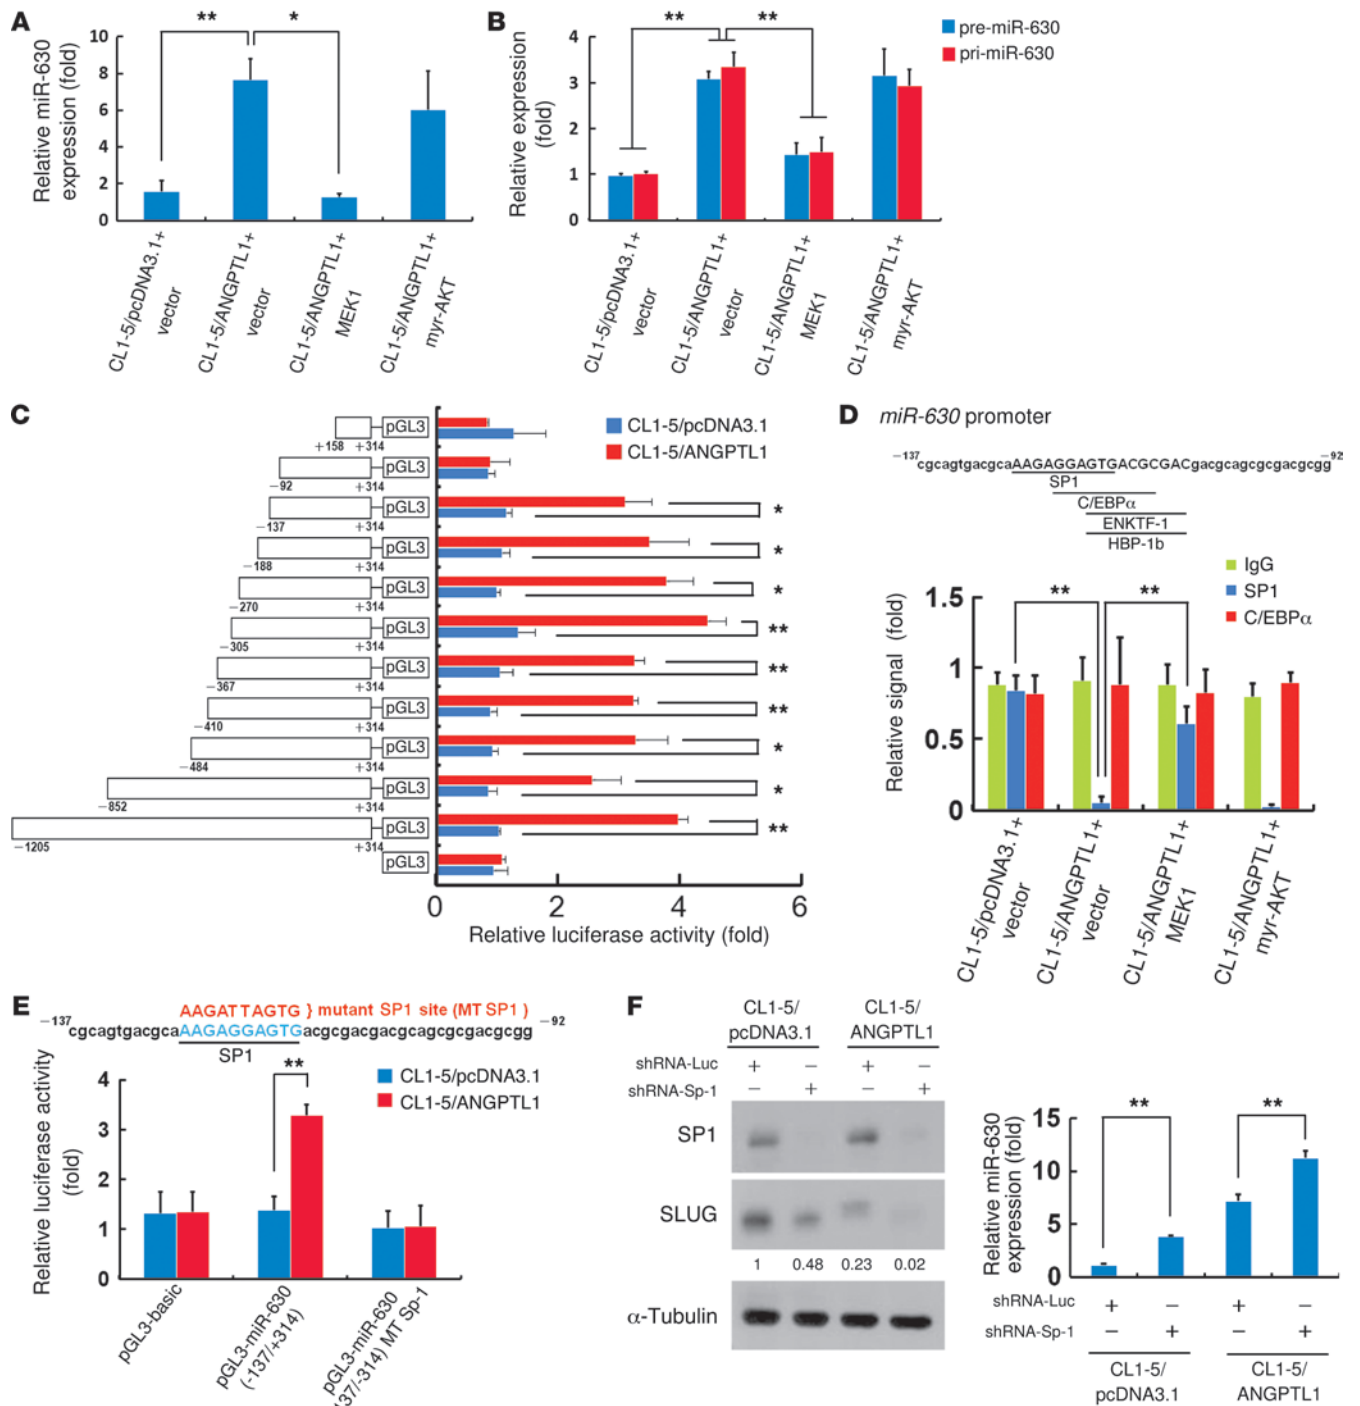 A
Relative miR-630
expression (fold)
10
8
6
4
2
0
**
*
CL1-5/pcDNA3.1+
vector
CL1-5/ANGPTL1+
vector
CL1-5/ANGPTL1+
MEK1
CL1-5/ANGPTL1+
myr-AKT
B
Relative expression
(fold)
4
3
2
1
0
**
**
pre-miR-630
pri-miR-630
CL1-5/pcDNA3.1+
vector
CL1-5/ANGPTL1+
vector
CL1-5/ANGPTL1+
MEK1
CL1-5/ANGPTL1+
myr-AKT
C
CL1-5/pcDNA3.1
CL1-5/ANGPTL1
pGL3
+158 +314
pGL3
−92 +314
pGL3
−137 +314
*
pGL3
−188 +314
*
pGL3
−270 +314
*
pGL3
−305 +314
**
pGL3
−367 +314
**
pGL3
−410 +314
**
pGL3
−484 +314
*
pGL3
−852 +314
*
pGL3
−1205 +314
**
pGL3
0 2 4 6
Relative luciferase activity (fold)
D
miR-630 promoter
−137 cgcagtgacgcaAAGAGGAGTGACGCGACgacgcagcgcgacgcgg −92
SP1
C/EBPα
ENKTF-1
HBP-1b
IgG
SP1
C/EBPα
Relative signal (fold)
1.5
1
0.5
0
**
**
CL1-5/pcDNA3.1+
vector
CL1-5/ANGPTL1+
vector
CL1-5/ANGPTL1+
MEK1
CL1-5/ANGPTL1+
myr-AKT
E
AAGATTAGTG } mutant SP1 site (MT SP1 )
−137 cgcagtgacgcaAAGAGGAGTGacgcgacgacgcagcgcgacgcgg −92
SP1
Relative luciferase activity
(fold)
4
3
2
1
0
**
CL1-5/pcDNA3.1
CL1-5/ANGPTL1
pGL3-basic
pGL3-miR-630
(-137/+314)
pGL3-miR-630
137/-314) MT Sp-1
F
CL1-5/
pcDNA3.1
CL1-5/
ANGPTL1
shRNA-Luc + − + −
shRNA-Sp-1 − + − +
SP1
SLUG
1 0.48 0.23 0.02
α-Tubulin
Relative miR-630
expression (fold)
15
10
5
0
**
**
shRNA-Luc + − + −
shRNA-Sp-1 − + − +
CL1-5/
pcDNA3.1
CL1-5/
ANGPTL1